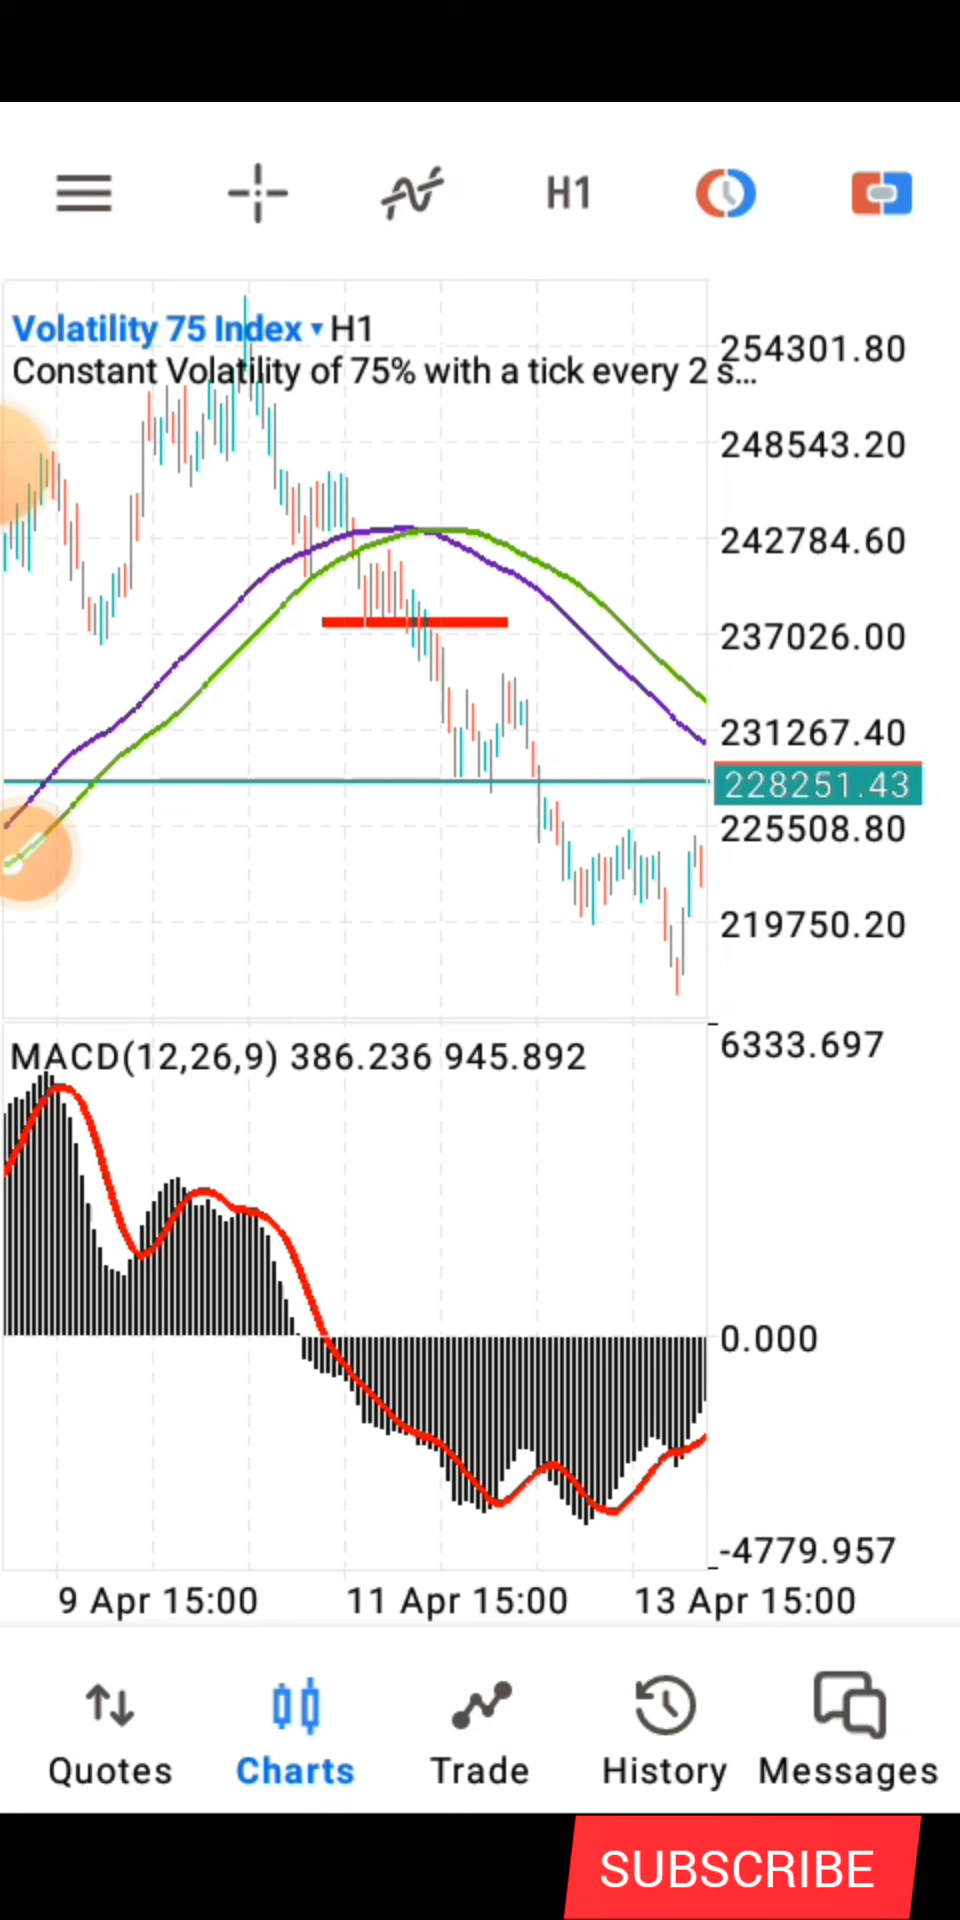 H1
Volatility 75 Index ▾ H1
Constant Volatility of 75% with a tick every 2 s...
254301.80
248543.20
242784.60
237026.00
231267.40
228251.43
225508.80
219750.20
MACD(12,26,9) 386.236 945.892
6333.697
0.000
-4779.957
9 Apr 15:00 11 Apr 15:00 13 Apr 15:00
Quotes Charts Trade History Messages
SUBSCRIBE